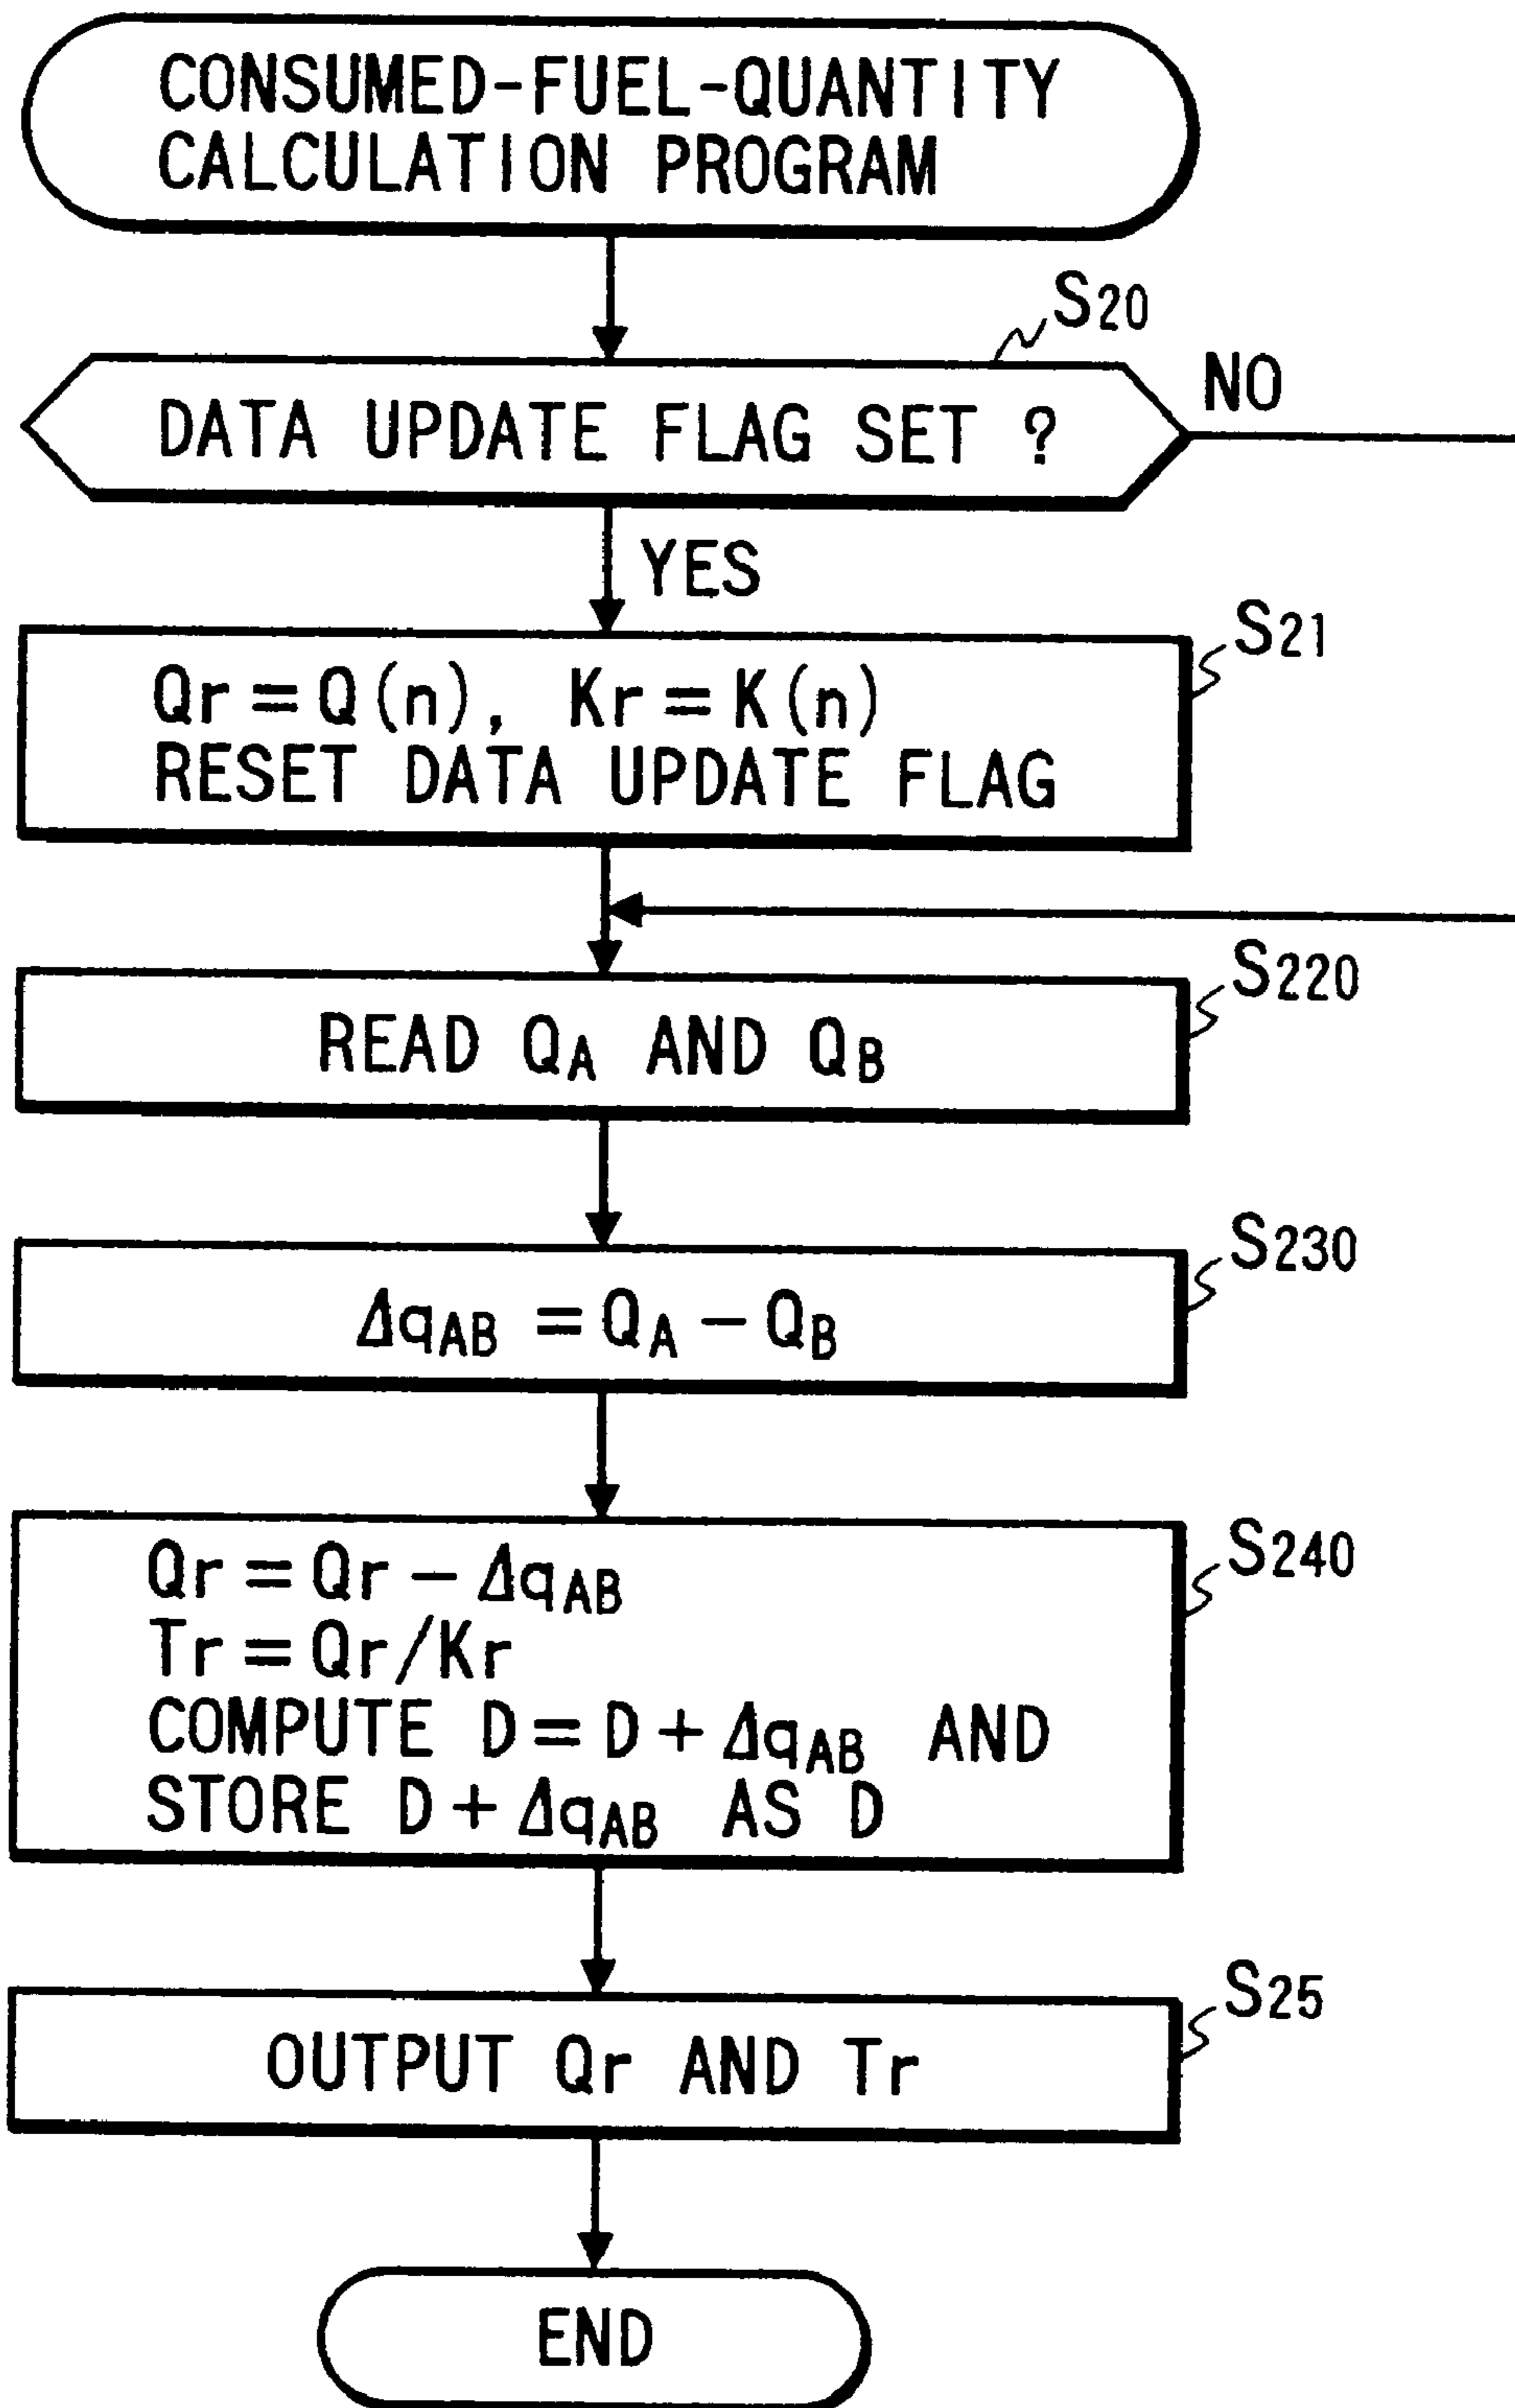 CONSUMED-FUEL-QUANTITY
CALCULATION PROGRAM
S20
DATA UPDATE FLAG SET ?
NO
YES
S21
Qr = Q(n), Kr = K(n)
RESET DATA UPDATE FLAG
S220
READ QA AND QB
S230
ΔqAB = QA − QB
S240
Qr = Qr − ΔqAB
Tr = Qr/Kr
COMPUTE D = D + ΔqAB AND
STORE D + ΔqAB AS D
S25
OUTPUT Qr AND Tr
END